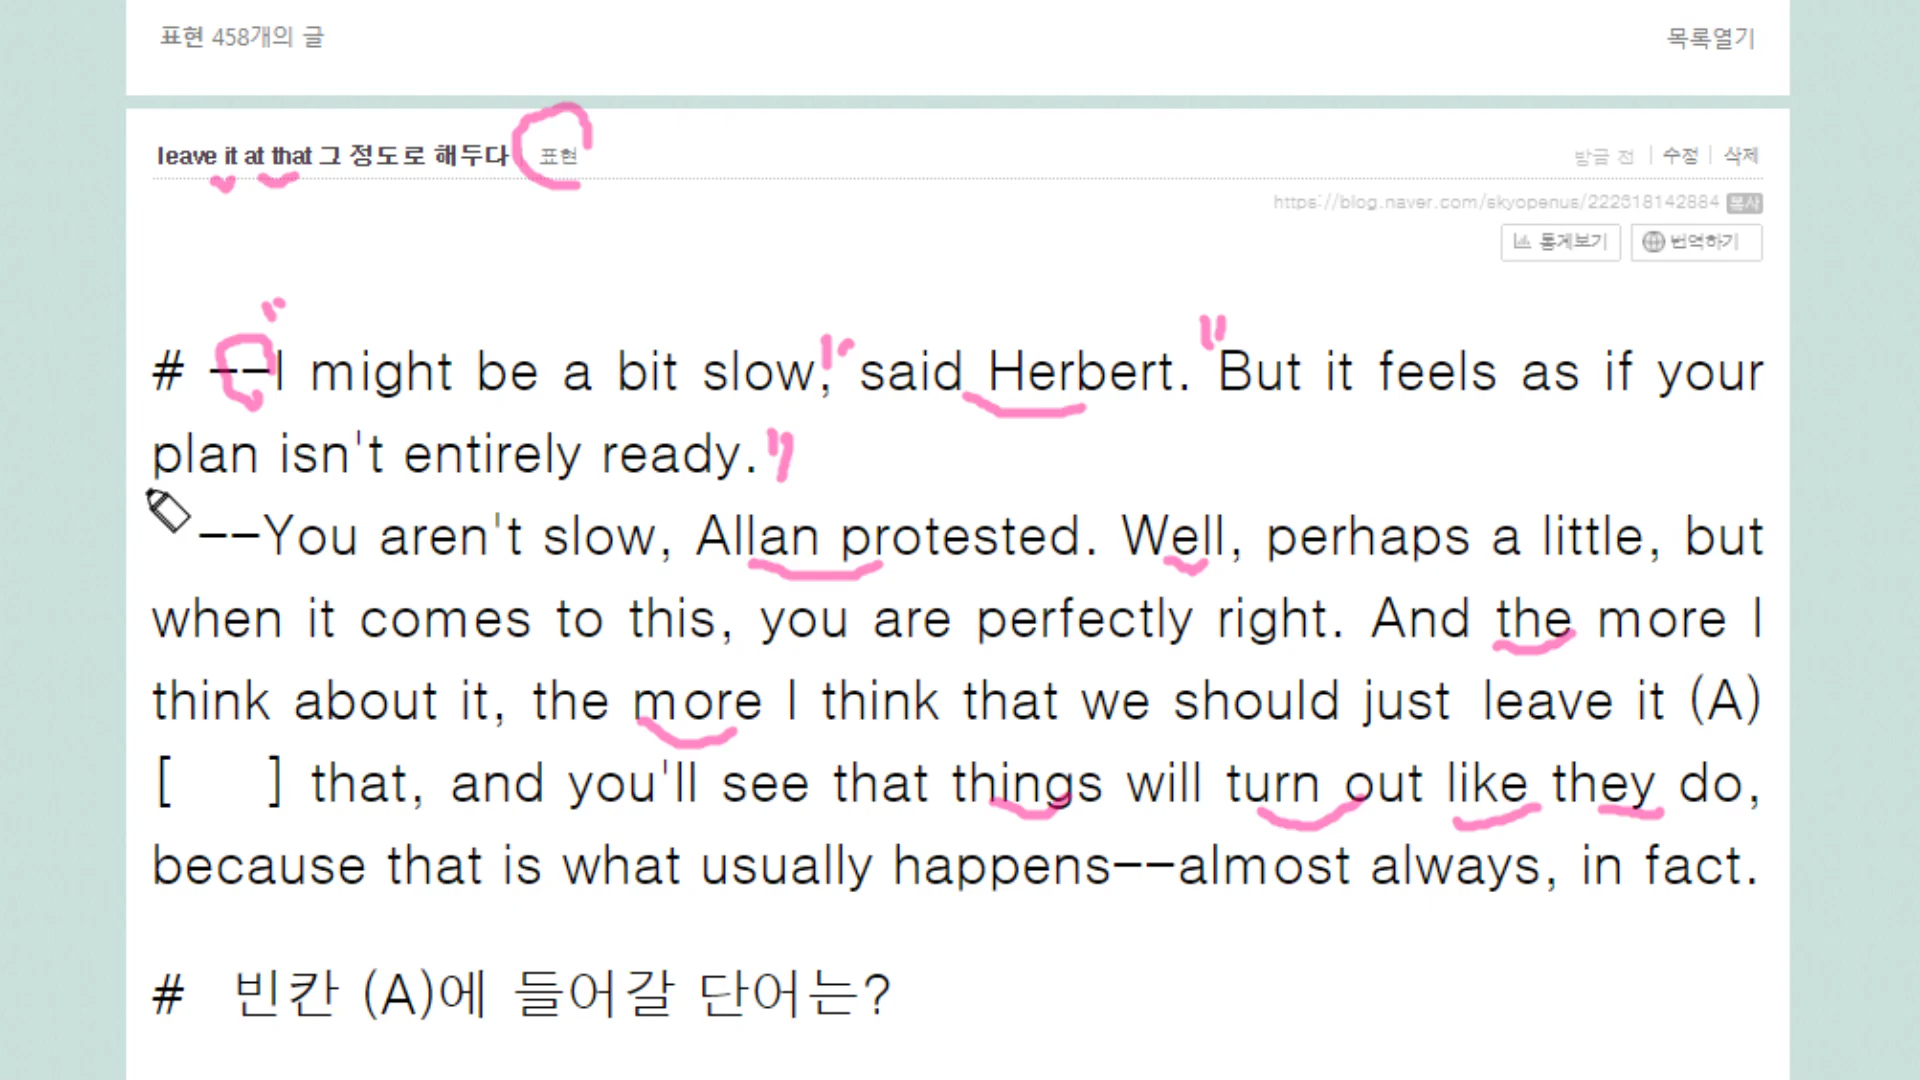 표현 458개의 글
목록열기
leave it at that 그 정도로 해두다
표현
방금 전
수정
삭제
https://blog.naver.com/skyopenus/222618142884 복사
통계보기
번역하기
# --I might be a bit slow, said Herbert. But it feels as if your
plan isn't entirely ready.
--You aren't slow, Allan protested. Well, perhaps a little, but
when it comes to this, you are perfectly right. And the more I
think about it, the more I think that we should just leave it (A)
[ ] that, and you'll see that things will turn out like they do,
because that is what usually happens--almost always, in fact.
# 빈칸 (A)에 들어갈 단어는?